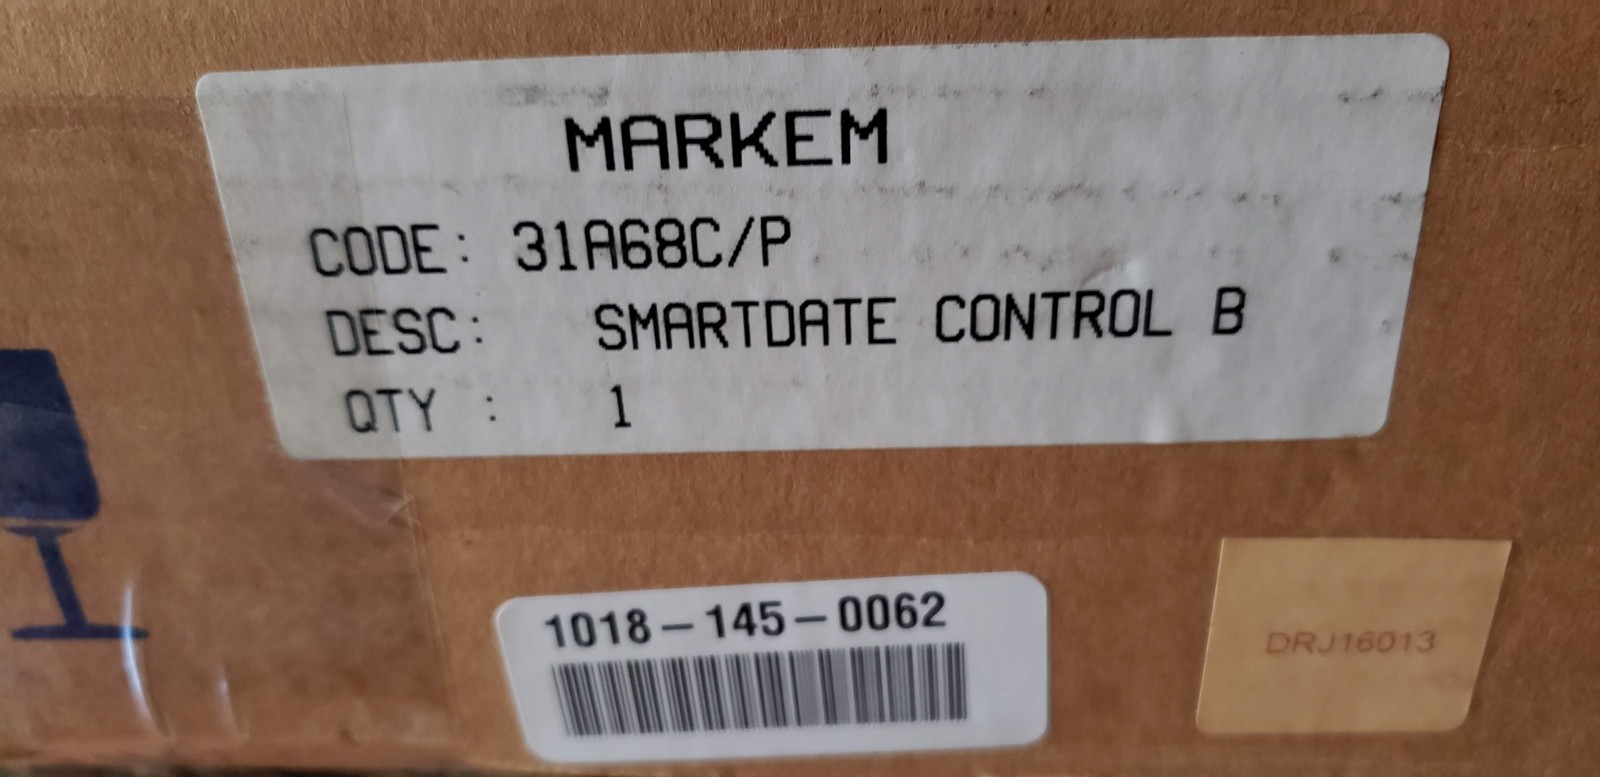 MARKEM
CODE: 31A68C/P
DESC: SMARTDATE CONTROL B
QTY : 1
1018-145-0062
DRJ16013